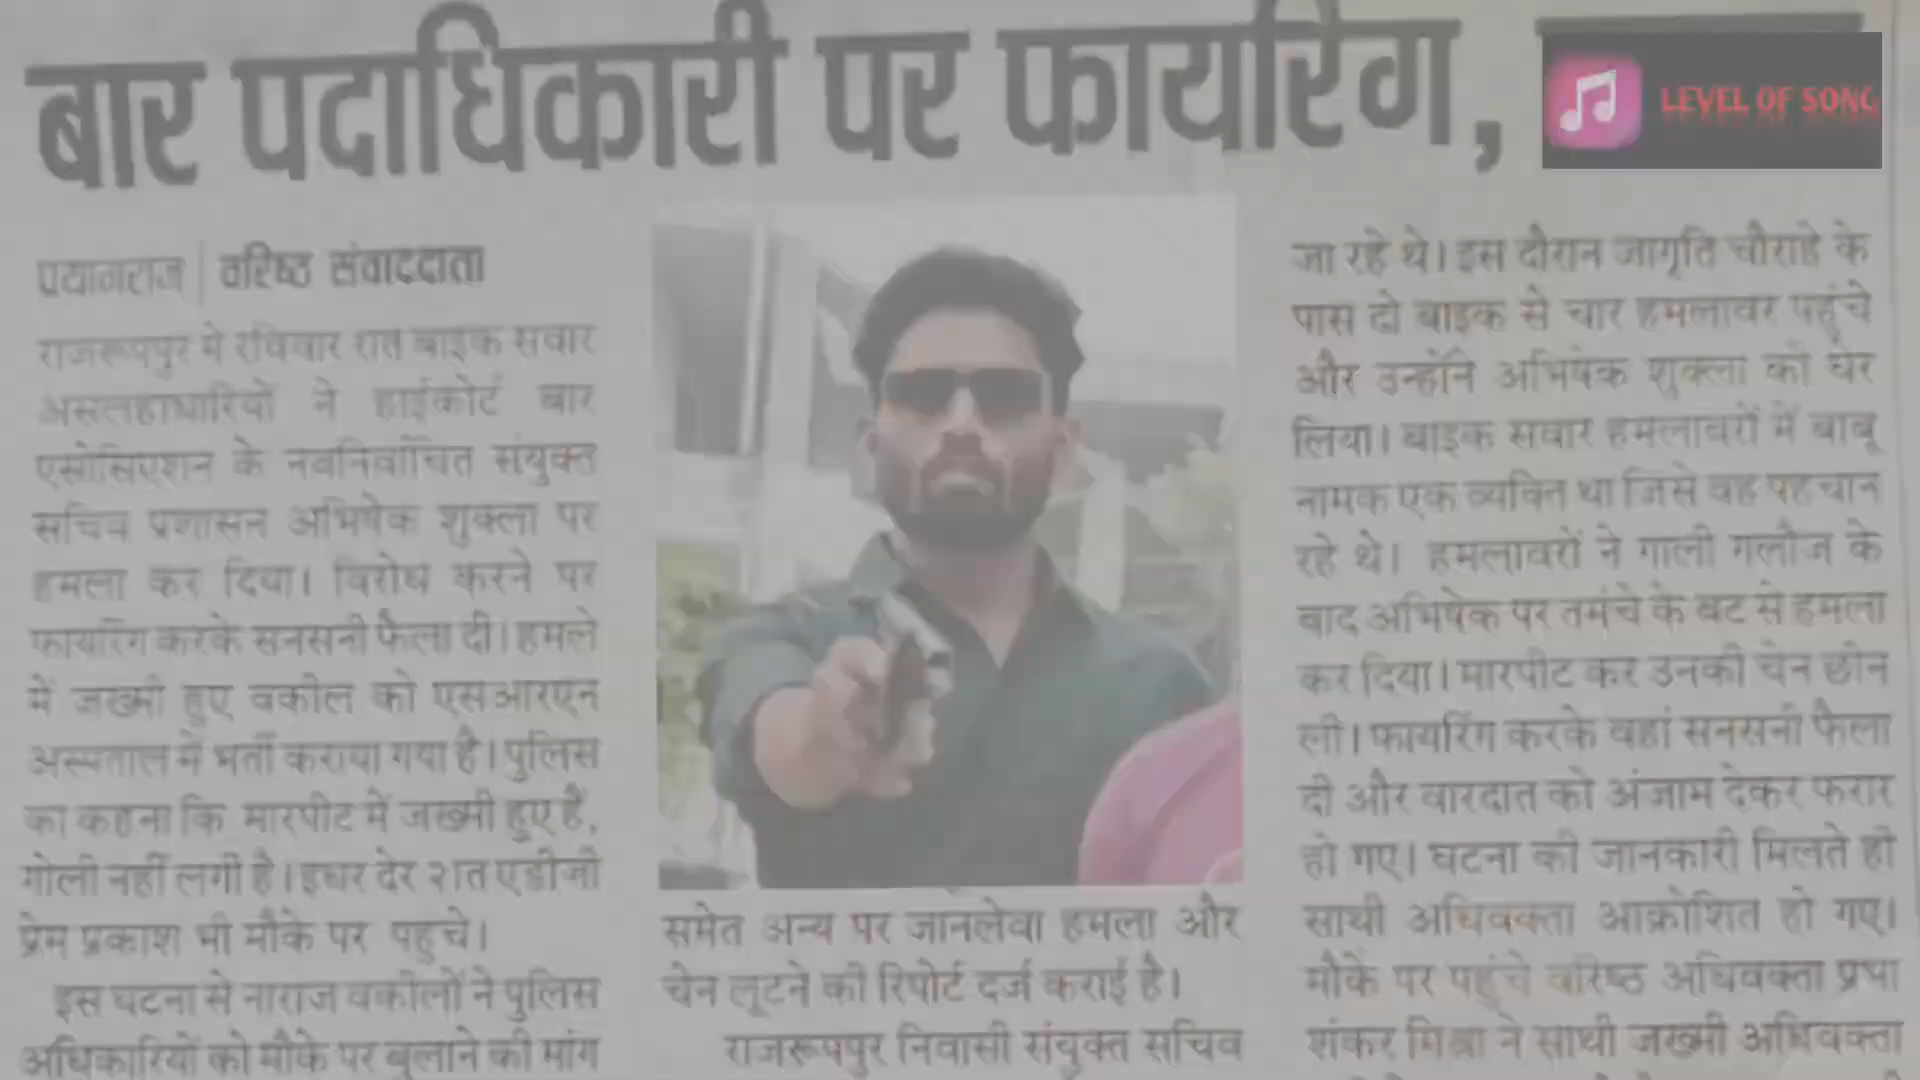 बार पदाधिकारी पर फायरिंग,
LEVEL OF SONG
प्रयागराज | वरिष्ठ संवाददाता
राजरूपपुर में रविवार रात बाइक सवार
असलहाधारियों ने हाईकोर्ट बार
एसोसिएशन के नवनिर्वाचित संयुक्त
सचिव प्रशासन अभिषेक शुक्ला पर
हमला कर दिया। विरोध करने पर
फायरिंग करके सनसनी फैला दी। हमले
में जख्मी हुए वकील को एसआरएन
अस्पताल में भर्ती कराया गया है। पुलिस
का कहना कि मारपीट में जख्मी हुए हैं,
गोली नहीं लगी है। इधर देर रात एडीजी
प्रेम प्रकाश भी मौके पर पहुंचे।
इस घटना से नाराज वकीलों ने पुलिस
अधिकारियों को मौके पर बुलाने की मांग
समेत अन्य पर जानलेवा हमला और
चेन लूटने की रिपोर्ट दर्ज कराई है।
राजरूपपुर निवासी संयुक्त सचिव
जा रहे थे। इस दौरान जागृति चौराहे के
पास दो बाइक से चार हमलावर पहुंचे
और उन्होंने अभिषेक शुक्ला को घेर
लिया। बाइक सवार हमलावरों में बाबू
नामक एक व्यक्ति था जिसे वह पहचान
रहे थे। हमलावरों ने गाली गलौज के
बाद अभिषेक पर तमंचे के बट से हमला
कर दिया। मारपीट कर उनकी चेन छीन
ली। फायरिंग करके वहां सनसनी फैला
दी और वारदात को अंजाम देकर फरार
हो गए। घटना की जानकारी मिलते ही
साथी अधिवक्ता आक्रोशित हो गए।
मौके पर पहुंचे वरिष्ठ अधिवक्ता प्रभा
शंकर मिश्रा ने साथी जख्मी अधिवक्ता